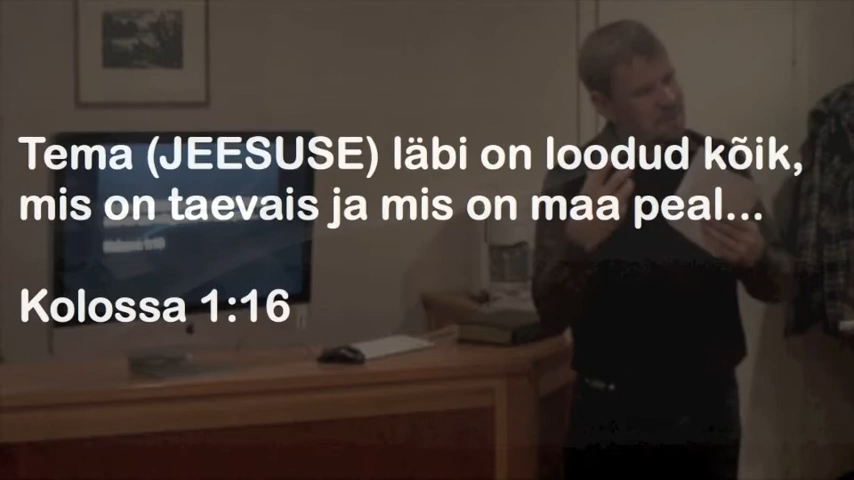 Tema (JEESUSE) läbi on loodud kõik,
mis on taevais ja mis on maa peal...
Kolossa 1:16